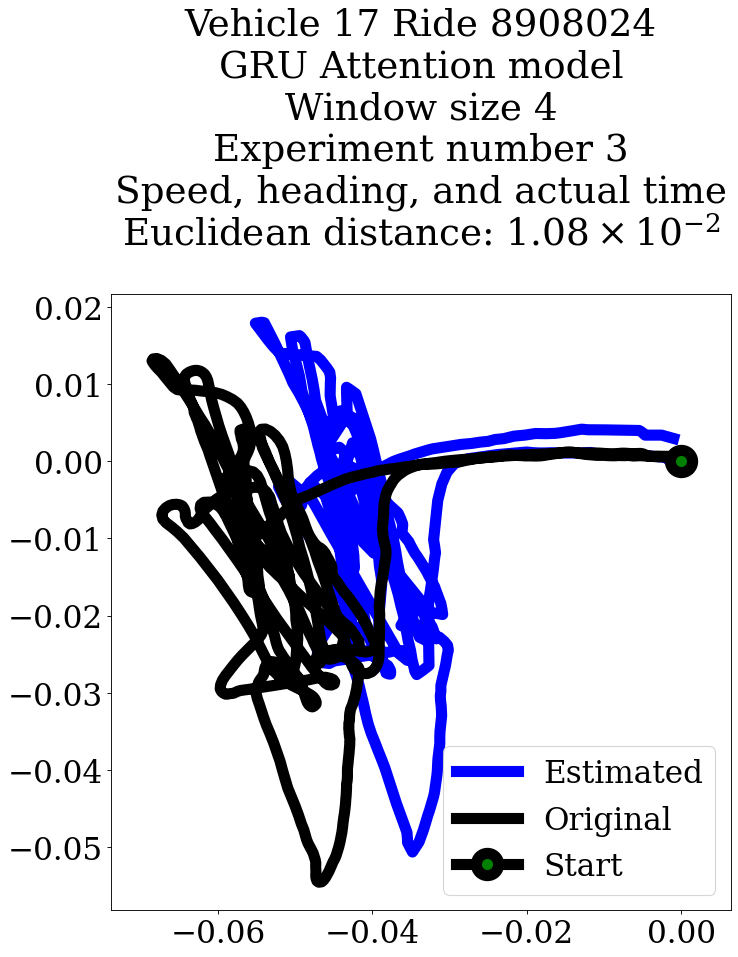 Vehicle 17 Ride 8908024
GRU Attention model
Window size 4
Experiment number 3
Speed, heading, and actual time
Euclidean distance: 1.08 × 10⁻²
0.02
0.01
0.00
−0.01
−0.02
−0.03
−0.04
−0.05
Estimated
Original
Start
−0.06
−0.04
−0.02
0.00